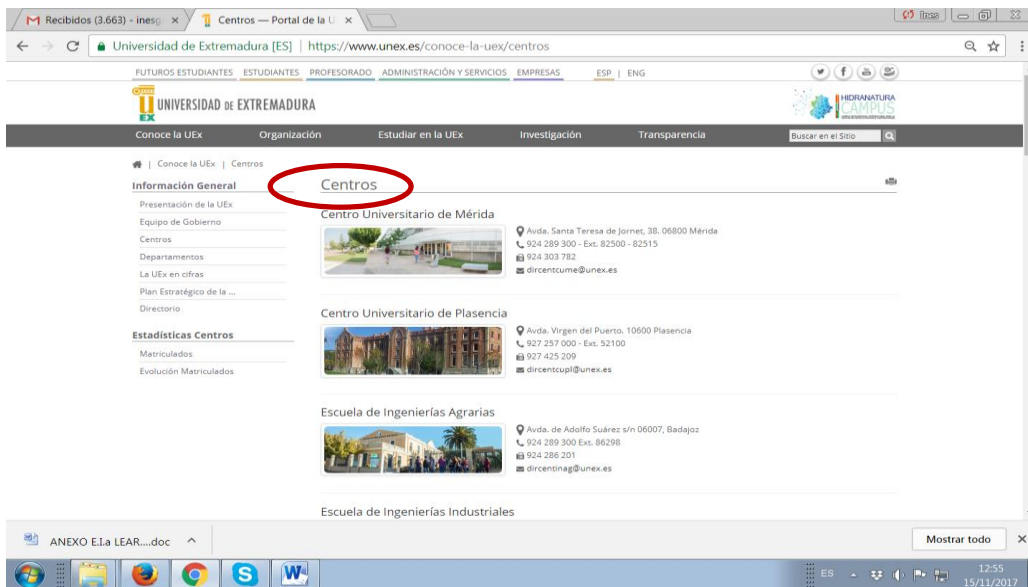 Recibidos (3.663) - inesg
Centros — Portal de la U
Ines
Universidad de Extremadura [ES] | https://www.unex.es/conoce-la-uex/centros
FUTUROS ESTUDIANTES ESTUDIANTES PROFESORADO ADMINISTRACIÓN Y SERVICIOS EMPRESAS ESP | ENG
UNIVERSIDAD DE EXTREMADURA
EX
HIDRANATURA
CAMPUS
Conoce la UEx Organización Estudiar en la UEx Investigación Transparencia Buscar en el Sitio
| Conoce la UEx | Centros
Información General
Presentación de la UEx
Equipo de Gobierno
Centros
Departamentos
La UEx en cifras
Plan Estratégico de la ...
Directorio
Estadísticas Centros
Matriculados
Evolución Matriculados
Centros
Centro Universitario de Mérida
Avda. Santa Teresa de Jornet, 38. 06800 Mérida
924 289 300 - Ext. 82500 - 82515
924 303 782
dircentcume@unex.es
Centro Universitario de Plasencia
Avda. Virgen del Puerto. 10600 Plasencia
927 257 000 - Ext. 52100
927 425 209
dircentcupl@unex.es
Escuela de Ingenierías Agrarias
Avda. de Adolfo Suárez s/n 06007, Badajoz
924 289 300 Ext. 86298
924 286 201
dircentinag@unex.es
Escuela de Ingenierías Industriales
ANEXO E.I.a LEAR....doc
Mostrar todo
ES
12:55
15/11/2017